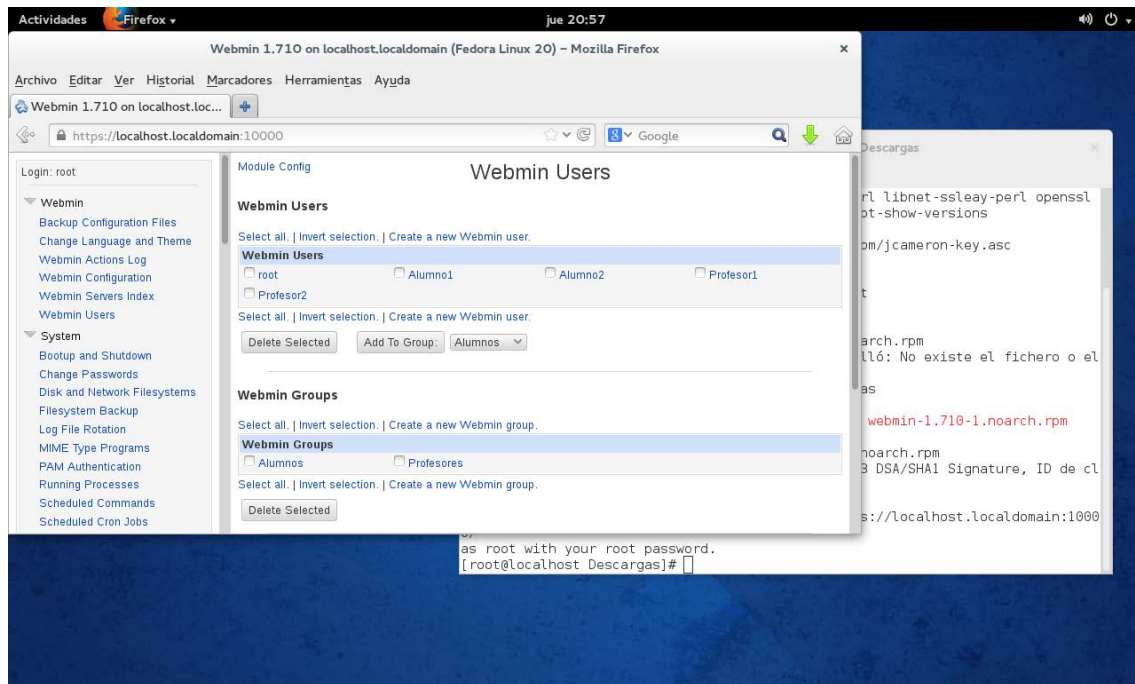 Actividades Firefox jue 20:57
Webmin 1.710 on localhost.localdomain (Fedora Linux 20) – Mozilla Firefox ×
Archivo Editar Ver Historial Marcadores Herramientas Ayuda
Webmin 1.710 on localhost.loc...
https://localhost.localdomain:10000 Google
Login: root
Webmin
Backup Configuration Files
Change Language and Theme
Webmin Actions Log
Webmin Configuration
Webmin Servers Index
Webmin Users
System
Bootup and Shutdown
Change Passwords
Disk and Network Filesystems
Filesystem Backup
Log File Rotation
MIME Type Programs
PAM Authentication
Running Processes
Scheduled Commands
Scheduled Cron Jobs
Module Config
Webmin Users
Webmin Users
Select all. | Invert selection. | Create a new Webmin user.
Webmin Users
root Alumno1 Alumno2 Profesor1
Profesor2
Select all. | Invert selection. | Create a new Webmin user.
Delete Selected Add To Group: Alumnos
Webmin Groups
Select all. | Invert selection. | Create a new Webmin group.
Webmin Groups
Alumnos Profesores
Select all. | Invert selection. | Create a new Webmin group.
Delete Selected
Descargas ×
rl libnet-ssleay-perl openssl
pt-show-versions
om/jcameron-key.asc
t
arch.rpm
lló: No existe el fichero o el
as
webmin-1.710-1.noarch.rpm
noarch.rpm
3 DSA/SHA1 Signature, ID de cl
s://localhost.localdomain:1000
as root with your root password.
[root@localhost Descargas]#